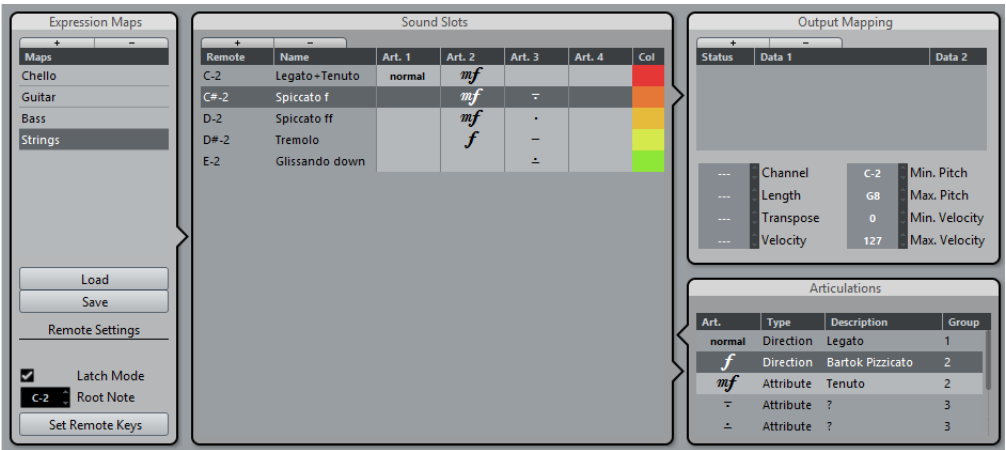 Expression Maps
+ −
Maps
Chello
Guitar
Bass
Strings
Load
Save
Remote Settings
Latch Mode
C-2 Root Note
Set Remote Keys
Sound Slots
+ −
Remote Name Art. 1 Art. 2 Art. 3 Art. 4 Col
C-2 Legato+Tenuto normal mf
C#-2 Spiccato f mf
D-2 Spiccato ff mf
D#-2 Tremolo f –
E-2 Glissando down
Output Mapping
+ −
Status Data 1 Data 2
--- Channel C-2 Min. Pitch
--- Length G8 Max. Pitch
--- Transpose 0 Min. Velocity
--- Velocity 127 Max. Velocity
Articulations
Art. Type Description Group
normal Direction Legato 1
f Direction Bartok Pizzicato 2
mf Attribute Tenuto 2
Attribute ? 3
Attribute ? 3